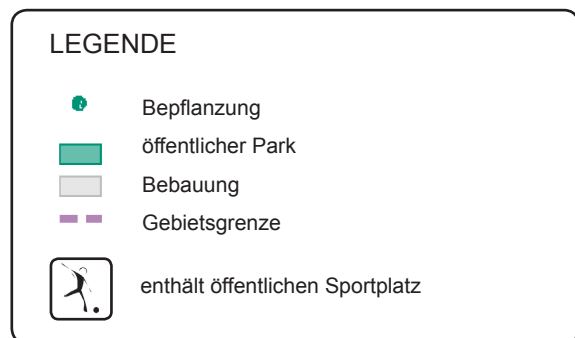 LEGENDE
Bepflanzung
öffentlicher Park
Bebauung
Gebietsgrenze
enthält öffentlichen Sportplatz